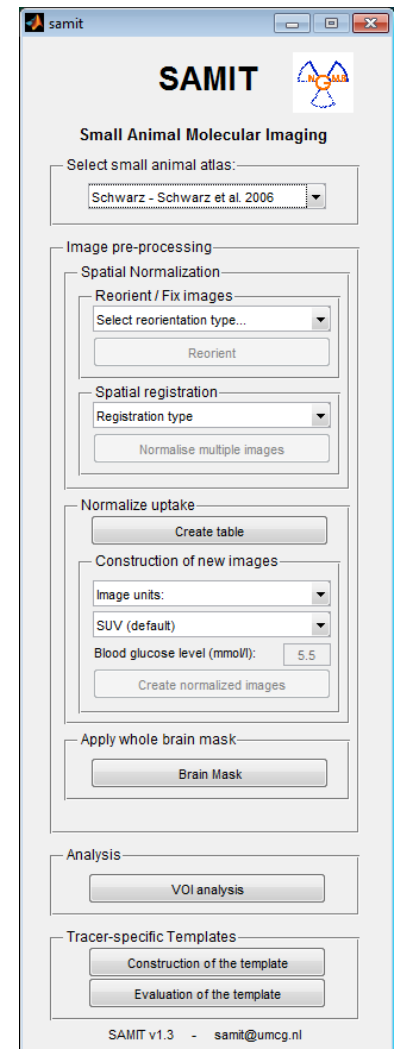 samit
SAMIT
NGMB
Small Animal Molecular Imaging
Select small animal atlas:
Schwarz - Schwarz et al. 2006
Image pre-processing
Spatial Normalization
Reorient / Fix images
Select reorientation type...
Reorient
Spatial registration
Registration type
Normalise multiple images
Normalize uptake
Create table
Construction of new images
Image units:
SUV (default)
Blood glucose level (mmol/l): 5.5
Create normalized images
Apply whole brain mask
Brain Mask
Analysis
VOI analysis
Tracer-specific Templates
Construction of the template
Evaluation of the template
SAMIT v1.3 - samit@umcg.nl